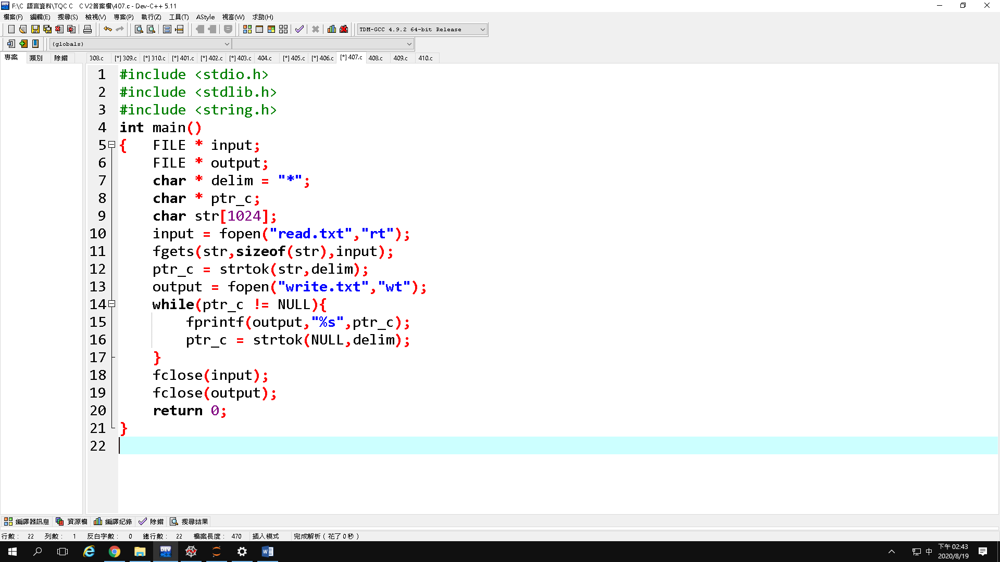 F:\C 語言資料\TQC C C V2答案檔\407.c - Dev-C++ 5.11
檔案(F) 編輯(E) 搜尋(S) 檢視(V) 專案(P) 執行(Z) 工具(T) AStyle 視窗(W) 求助(H)
TDM-GCC 4.9.2 64-bit Release
(globals)
專案 類別 除錯 308.c [*] 309.c [*] 310.c [*] 401.c [*] 402.c [*] 403.c 404.c [*] 405.c [*] 406.c [*] 407.c 408.c 409.c 410.c
1 #include <stdio.h>
2 #include <stdlib.h>
3 #include <string.h>
4 int main()
5 { FILE * input;
6 FILE * output;
7 char * delim = "*";
8 char * ptr_c;
9 char str[1024];
10 input = fopen("read.txt","rt");
11 fgets(str,sizeof(str),input);
12 ptr_c = strtok(str,delim);
13 output = fopen("write.txt","wt");
14 while(ptr_c != NULL){
15 fprintf(output,"%s",ptr_c);
16 ptr_c = strtok(NULL,delim);
17 }
18 fclose(input);
19 fclose(output);
20 return 0;
21 }
22
編譯器訊息 資源檔 編譯紀錄 除錯 搜尋結果
行數: 22 列數: 1 反白字數: 0 總行數: 22 檔案長度: 470 插入模式 完成解析 (花了 0 秒)
DEV 中 下午 02:43
2020/8/19